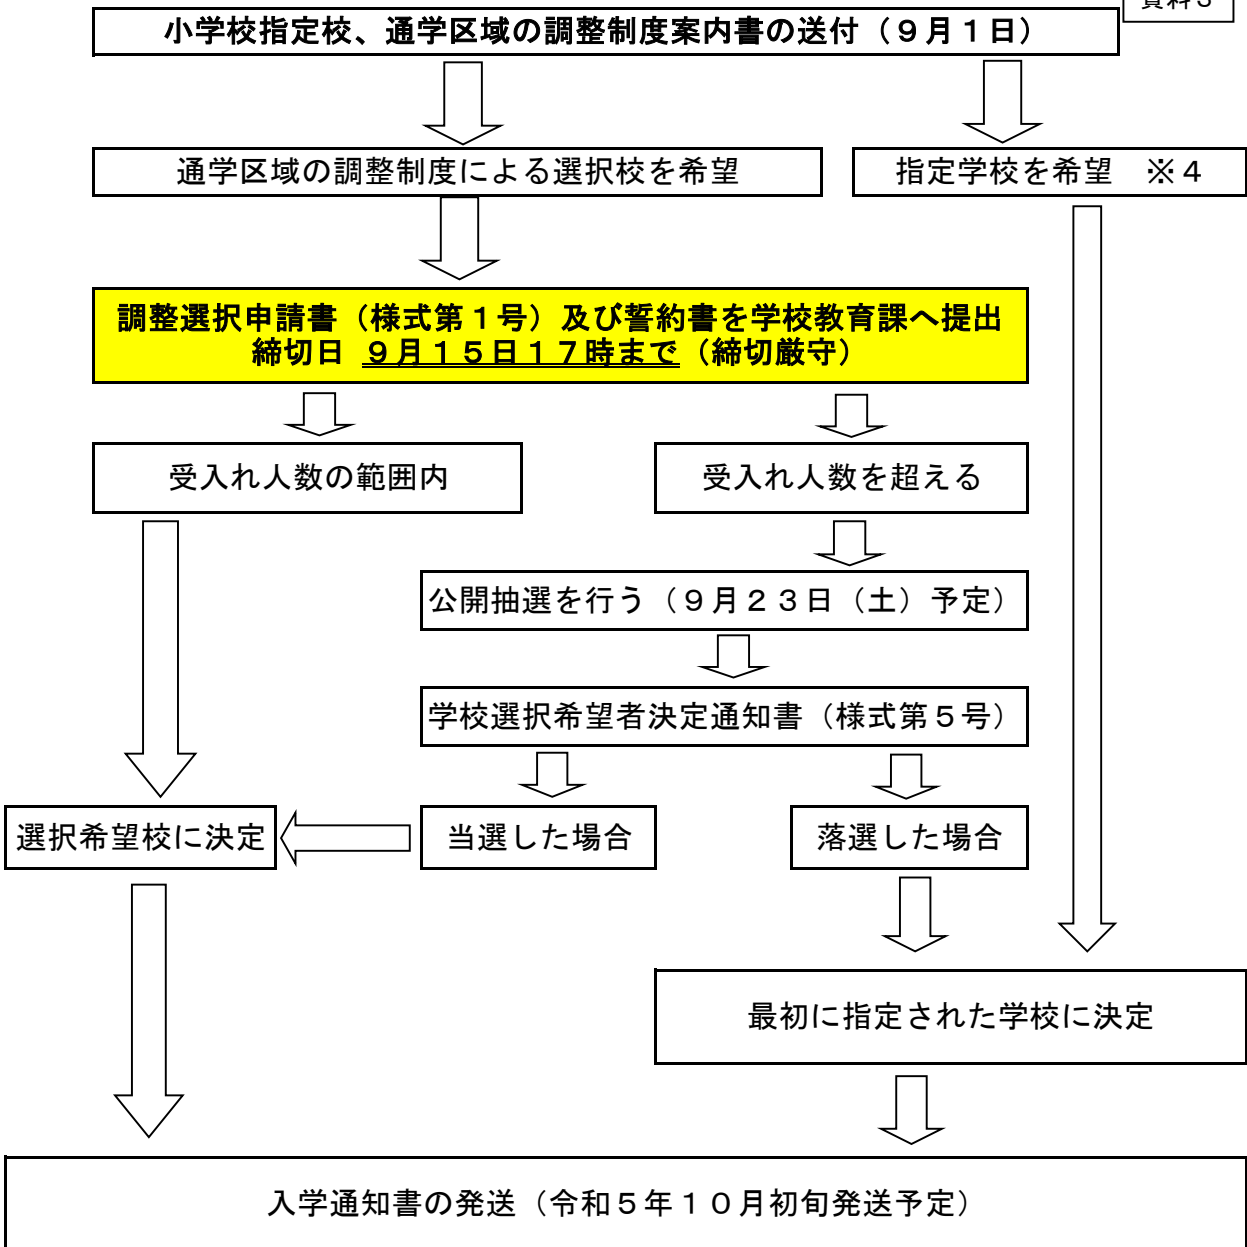 資料3
小学校指定校、通学区域の調整制度案内書の送付（９月１日）
通学区域の調整制度による選択校を希望
指定学校を希望　※４
調整選択申請書（様式第１号）及び誓約書を学校教育課へ提出
締切日 ９月１５日１７時まで（締切厳守）
受入れ人数の範囲内
受入れ人数を超える
公開抽選を行う（９月２３日（土）予定）
学校選択希望者決定通知書（様式第５号）
選択希望校に決定
当選した場合
落選した場合
最初に指定された学校に決定
入学通知書の発送（令和５年１０月初旬発送予定）